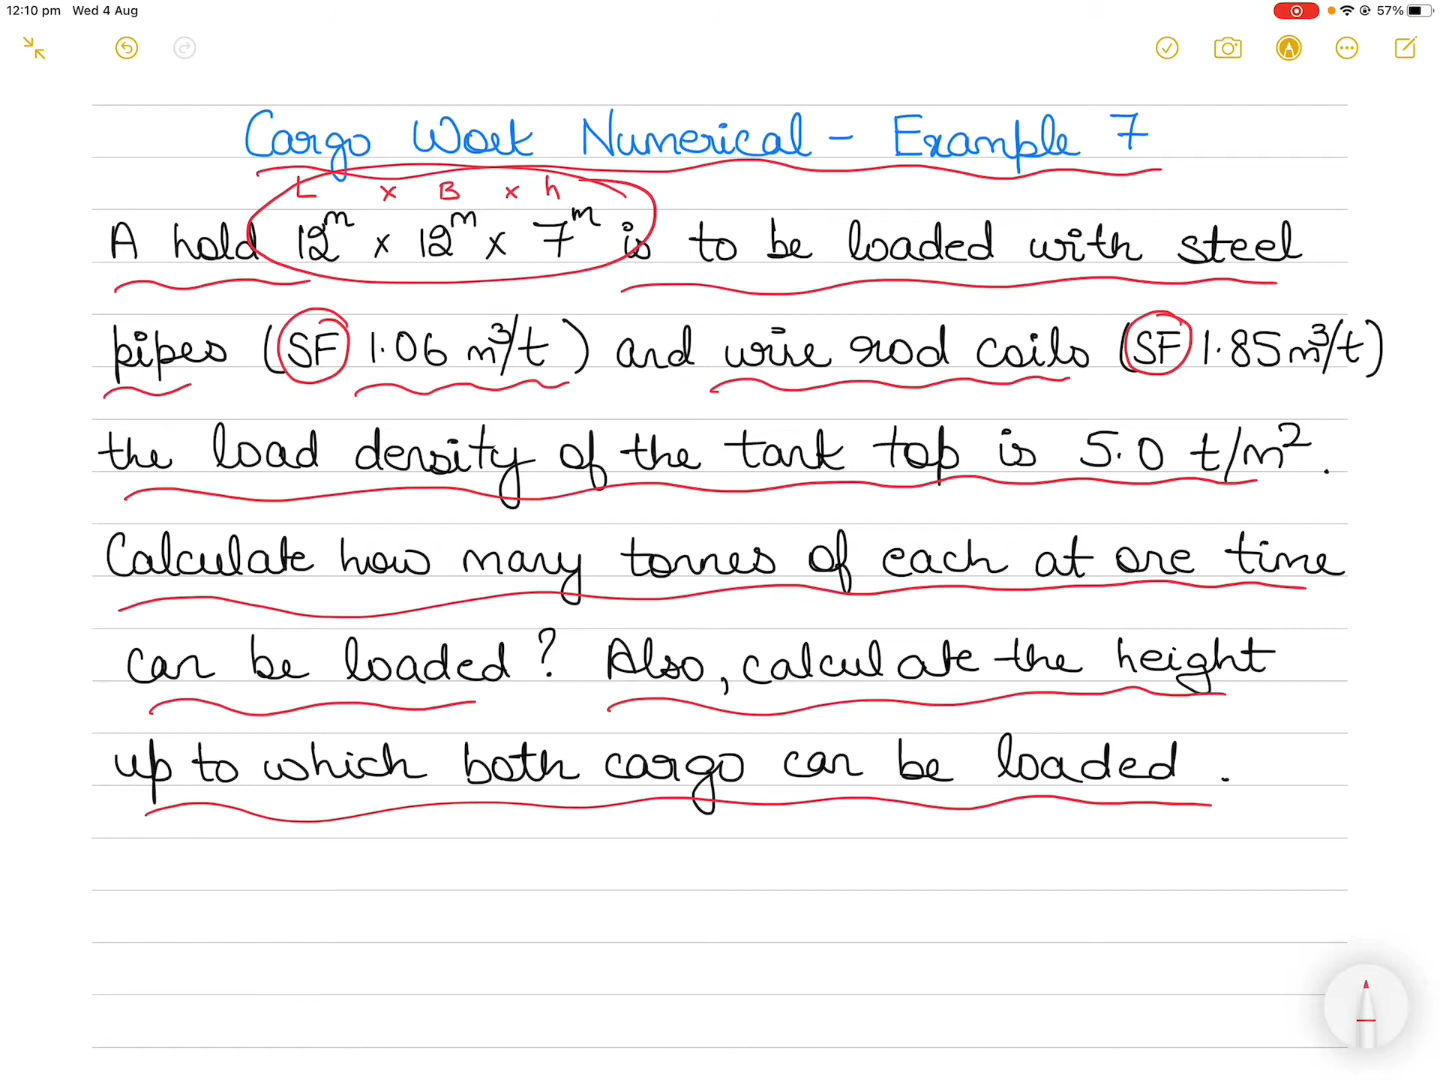 12:10 pm Wed 4 Aug
57%
Cargo Work Numerical - Example 7
L x B x h
A hold 12m x 12m x 7m is to be loaded with steel
pipes (SF 1.06 m³/t) and wire rod coils (SF 1.85 m³/t)
the load density of the tank top is 5.0 t/m².
Calculate how many tonnes of each at one time
can be loaded? Also, calculate the height
up to which both cargo can be loaded.